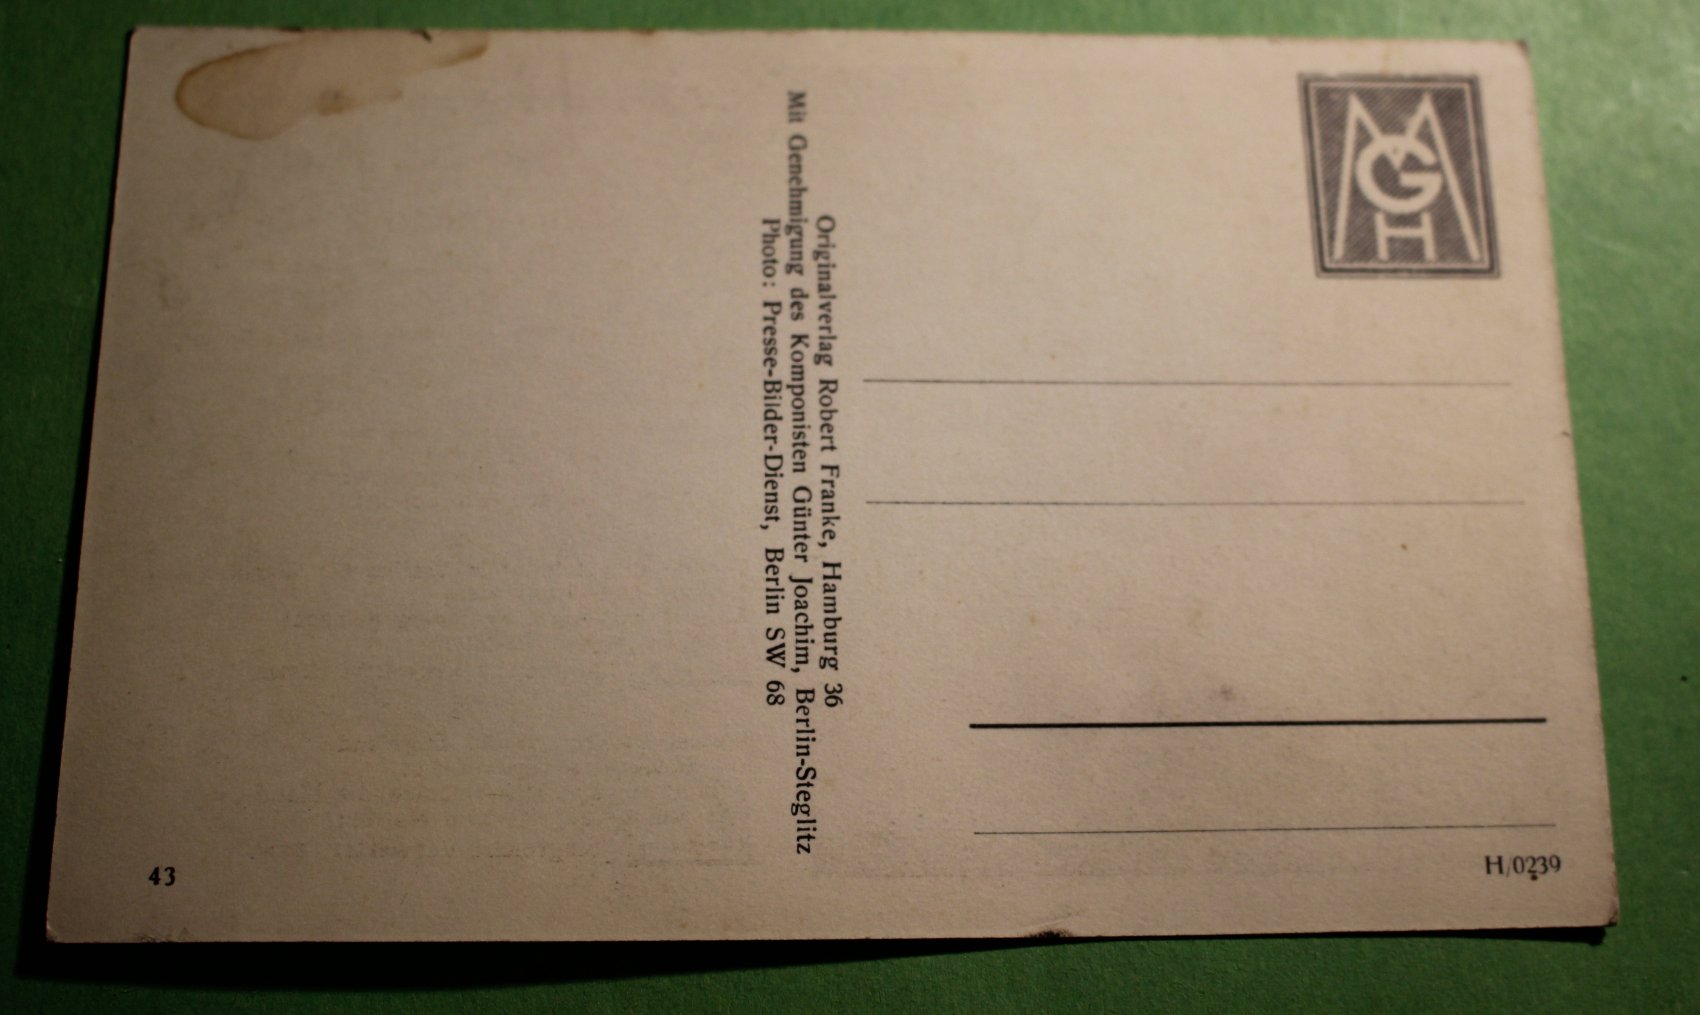 MGH
Originalverlag Robert Franke, Hamburg 36
Mit Genehmigung des Komponisten Günter Joachim, Berlin-Steglitz
Photo: Presse-Bilder-Dienst, Berlin SW 68
43
H/0239